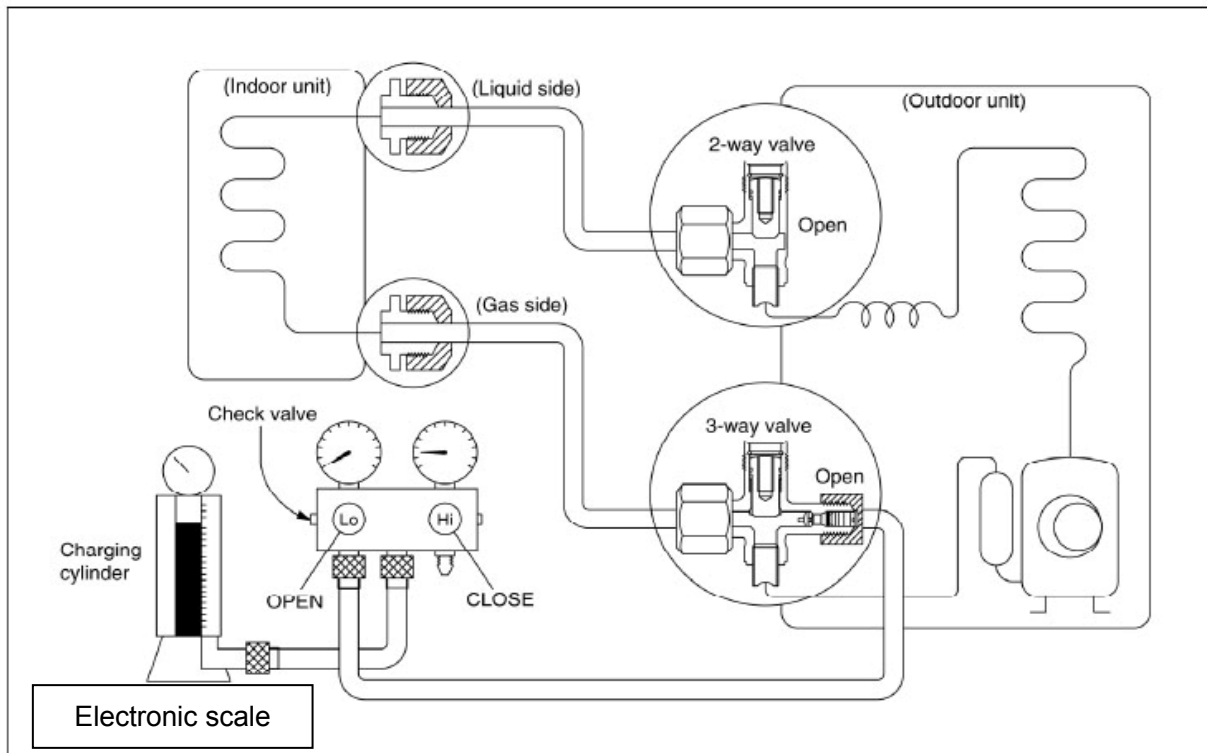 (Indoor unit)
(Liquid side)
(Outdoor unit)
2-way valve
Open
(Gas side)
3-way valve
Open
Check valve
Lo
Hi
Charging
cylinder
OPEN
CLOSE
Electronic scale